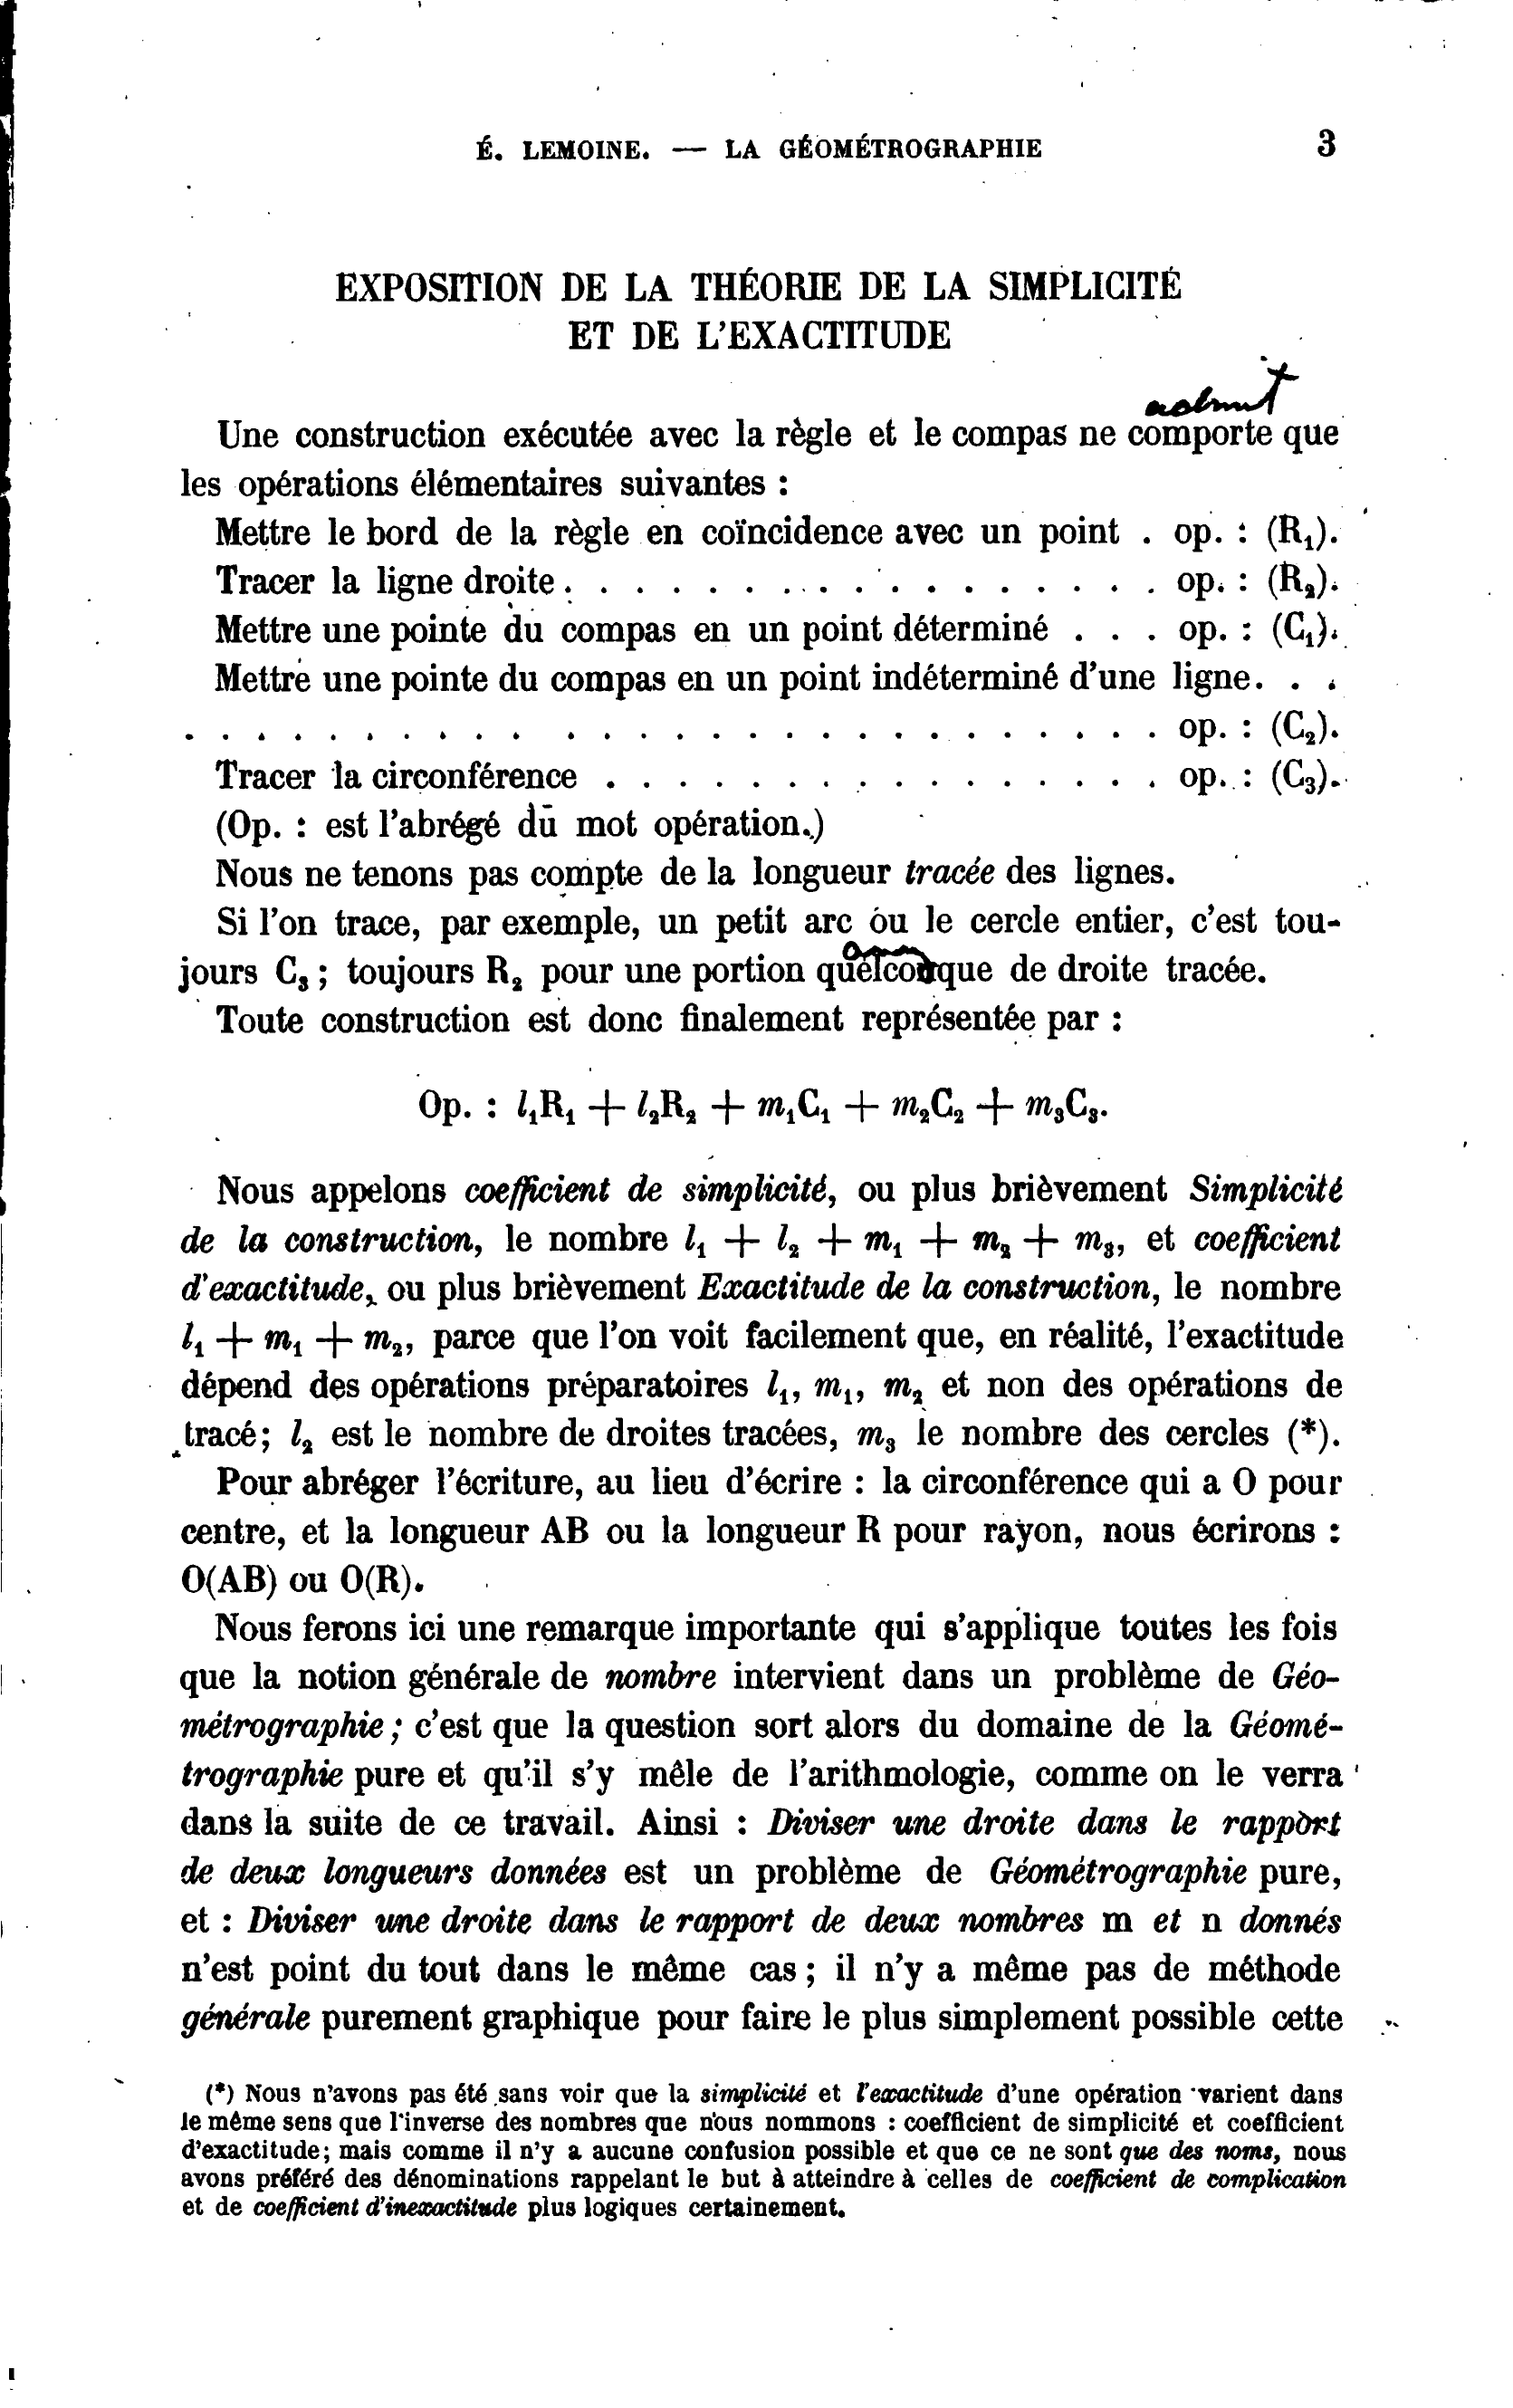 É. LEMOINE. — LA GÉOMÉTROGRAPHIE 3
EXPOSITION DE LA THÉORIE DE LA SIMPLICITÉ
ET DE L'EXACTITUDE
admit
Une construction exécutée avec la règle et le compas ne comporte que
les opérations élémentaires suivantes :
Mettre le bord de la règle en coïncidence avec un point . op. : (R₁).
Tracer la ligne droite . . . . . . . . . . . . . . . . . op. : (R₂).
Mettre une pointe du compas en un point déterminé . . . op. : (C₁).
Mettre une pointe du compas en un point indéterminé d'une ligne. . .
. . . . . . . . . . . . . . . . . . . . . . . . . . . op. : (C₂).
Tracer la circonférence . . . . . . . . . . . . . . . . op. : (C₃).
(Op. : est l'abrégé du mot opération.)
Nous ne tenons pas compte de la longueur tracée des lignes.
Si l'on trace, par exemple, un petit arc ou le cercle entier, c'est tou-
jours C₃ ; toujours R₂ pour une portion quelconque de droite tracée.
Toute construction est donc finalement représentée par :
Op. : l₁R₁ + l₂R₂ + m₁C₁ + m₂C₂ + m₃C₃.
Nous appelons coefficient de simplicité, ou plus brièvement Simplicité
de la construction, le nombre l₁ + l₂ + m₁ + m₂ + m₃, et coefficient
d'exactitude, ou plus brièvement Exactitude de la construction, le nombre
l₁ + m₁ + m₂, parce que l'on voit facilement que, en réalité, l'exactitude
dépend des opérations préparatoires l₁, m₁, m₂ et non des opérations de
tracé; l₂ est le nombre de droites tracées, m₃ le nombre des cercles (*).
Pour abréger l'écriture, au lieu d'écrire : la circonférence qui a O pour
centre, et la longueur AB ou la longueur R pour rayon, nous écrirons :
O(AB) ou O(R).
Nous ferons ici une remarque importante qui s'applique toutes les fois
que la notion générale de nombre intervient dans un problème de Géo-
métrographie ; c'est que la question sort alors du domaine de la Géomé-
trographie pure et qu'il s'y mêle de l'arithmologie, comme on le verra
dans la suite de ce travail. Ainsi : Diviser une droite dans le rapport
de deux longueurs données est un problème de Géométrographie pure,
et : Diviser une droite dans le rapport de deux nombres m et n donnés
n'est point du tout dans le même cas ; il n'y a même pas de méthode
générale purement graphique pour faire le plus simplement possible cette
(*) Nous n'avons pas été sans voir que la simplicité et l'exactitude d'une opération varient dans
le même sens que l'inverse des nombres que nous nommons : coefficient de simplicité et coefficient
d'exactitude; mais comme il n'y a aucune confusion possible et que ce ne sont que des noms, nous
avons préféré des dénominations rappelant le but à atteindre à celles de coefficient de complication
et de coefficient d'inexactitude plus logiques certainement.